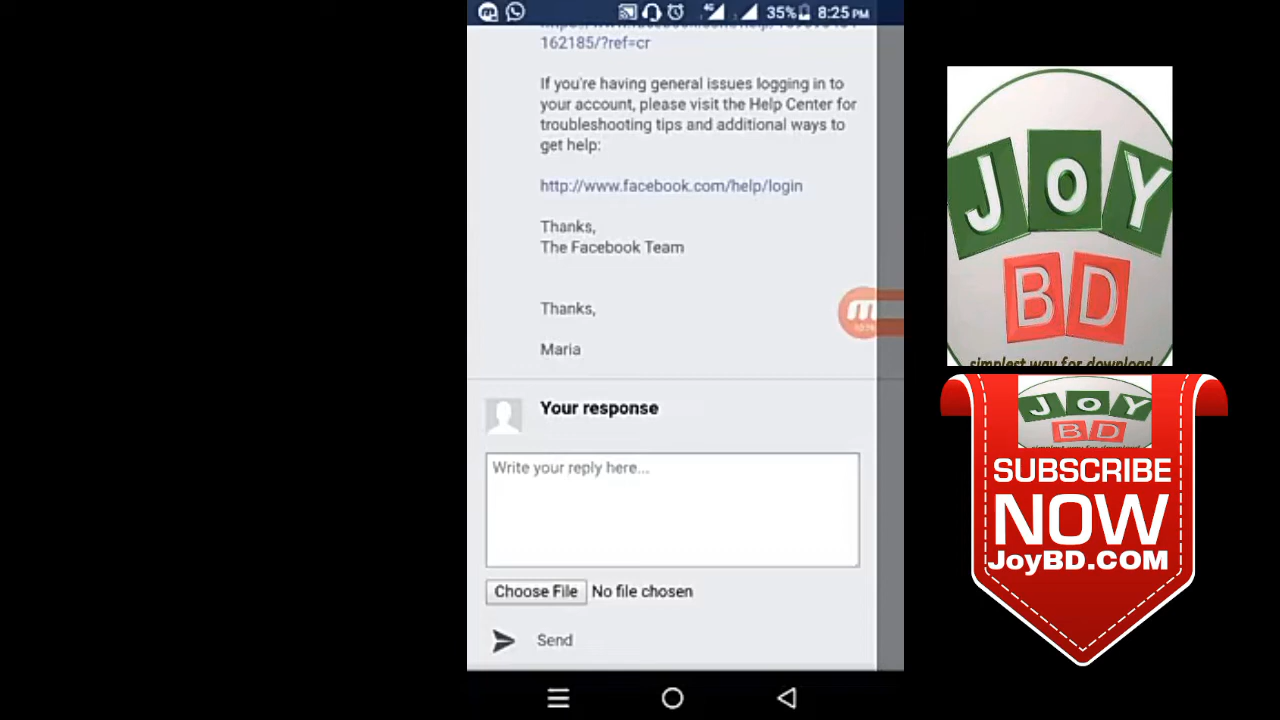 35% 8:25 PM
162185/?ref=cr
If you're having general issues logging in to
your account, please visit the Help Center for
troubleshooting tips and additional ways to
get help:
http://www.facebook.com/help/login
Thanks,
The Facebook Team
Thanks,
Maria
Your response
Write your reply here...
Choose File No file chosen
Send
JOY
BD
simplest way for download
JOY
BD
SUBSCRIBE
NOW
JoyBD.COM